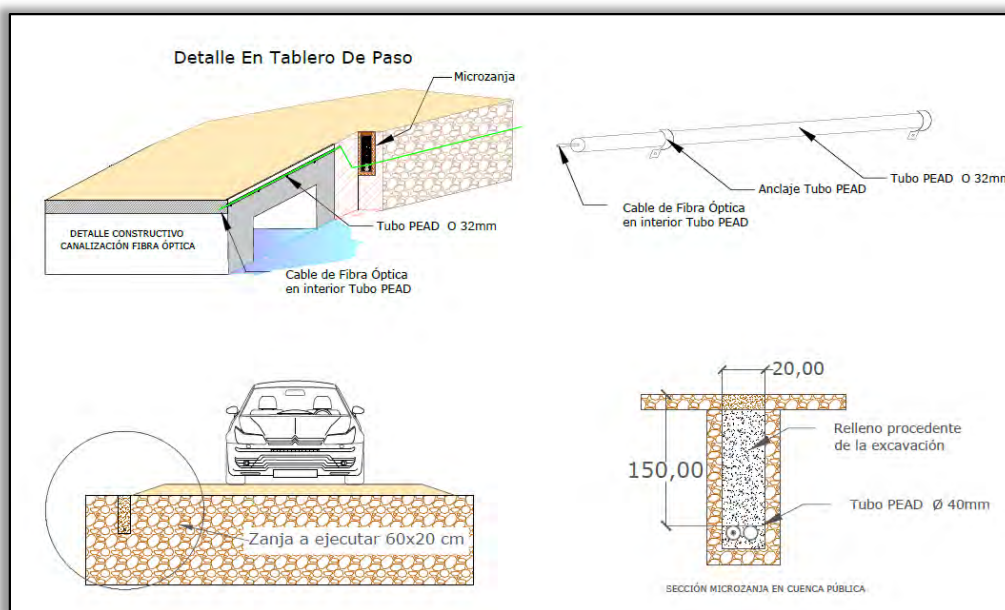 Detalle En Tablero De Paso
Microzanja
DETALLE CONSTRUCTIVO
CANALIZACIÓN FIBRA ÓPTICA
Tubo PEAD O 32mm
Cable de Fibra Óptica
en interior Tubo PEAD
Tubo PEAD O 32mm
Anclaje Tubo PEAD
Cable de Fibra Óptica
en interior Tubo PEAD
Zanja a ejecutar 60x20 cm
20,00
Relleno procedente
de la excavación
150,00
Tubo PEAD Ø 40mm
SECCIÓN MICROZANJA EN CUENCA PÚBLICA